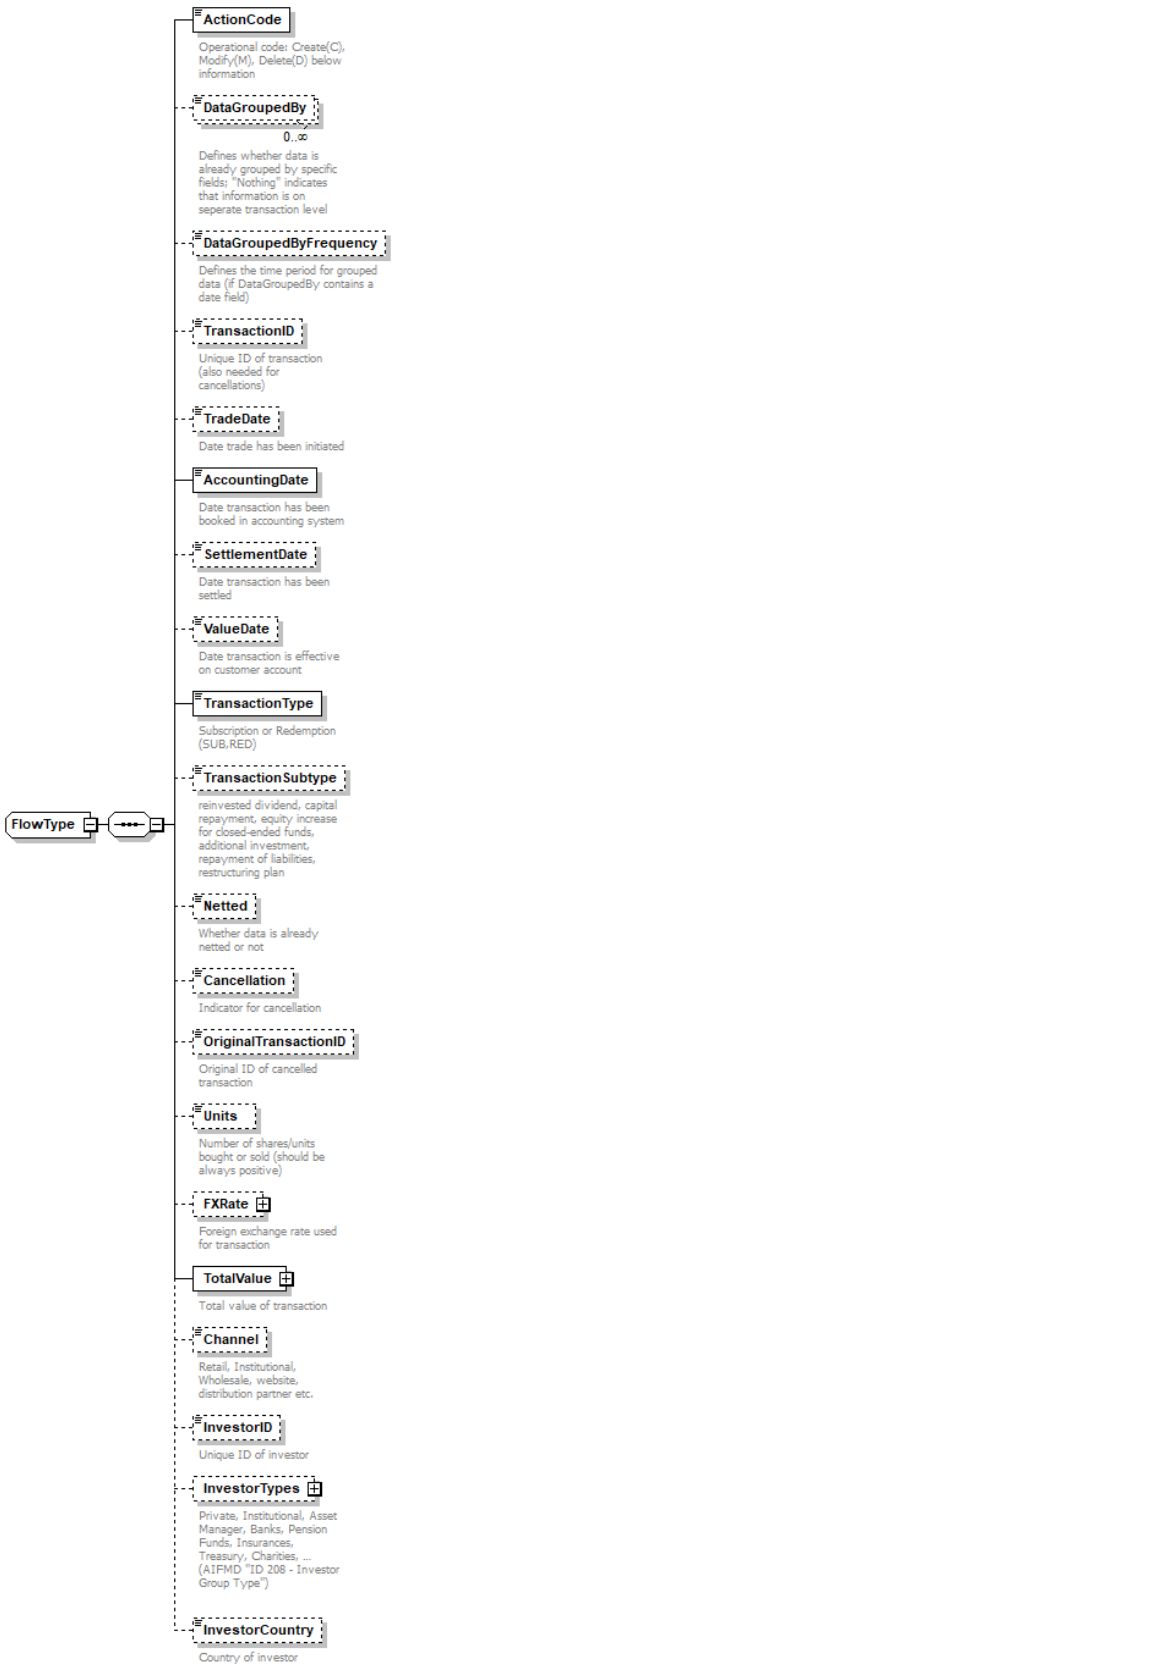 ActionCode
Operational code: Create(C),
Modify(M), Delete(D) below
information
DataGroupedBy
0..∞
Defines whether data is
already grouped by specific
fields; "Nothing" indicates
that information is on
seperate transaction level
DataGroupedByFrequency
Defines the time period for grouped
data (if DataGroupedBy contains a
date field)
TransactionID
Unique ID of transaction
(also needed for
cancellations)
TradeDate
Date trade has been initiated
AccountingDate
Date transaction has been
booked in accounting system
SettlementDate
Date transaction has been
settled
ValueDate
Date transaction is effective
on customer account
TransactionType
Subscription or Redemption
(SUB,RED)
TransactionSubtype
reinvested dividend, capital
repayment, equity increase
for closed-ended funds,
additional investment,
repayment of liabilities,
restructuring plan
FlowType
Netted
Whether data is already
netted or not
Cancellation
Indicator for cancellation
OriginalTransactionID
Original ID of cancelled
transaction
Units
Number of shares/units
bought or sold (should be
always positive)
FXRate
Foreign exchange rate used
for transaction
TotalValue
Total value of transaction
Channel
Retail, Institutional,
Wholesale, website,
distribution partner etc.
InvestorID
Unique ID of investor
InvestorTypes
Private, Institutional, Asset
Manager, Banks, Pension
Funds, Insurances,
Treasury, Charities, ...
(AIFMD "ID 208 - Investor
Group Type")
InvestorCountry
Country of investor